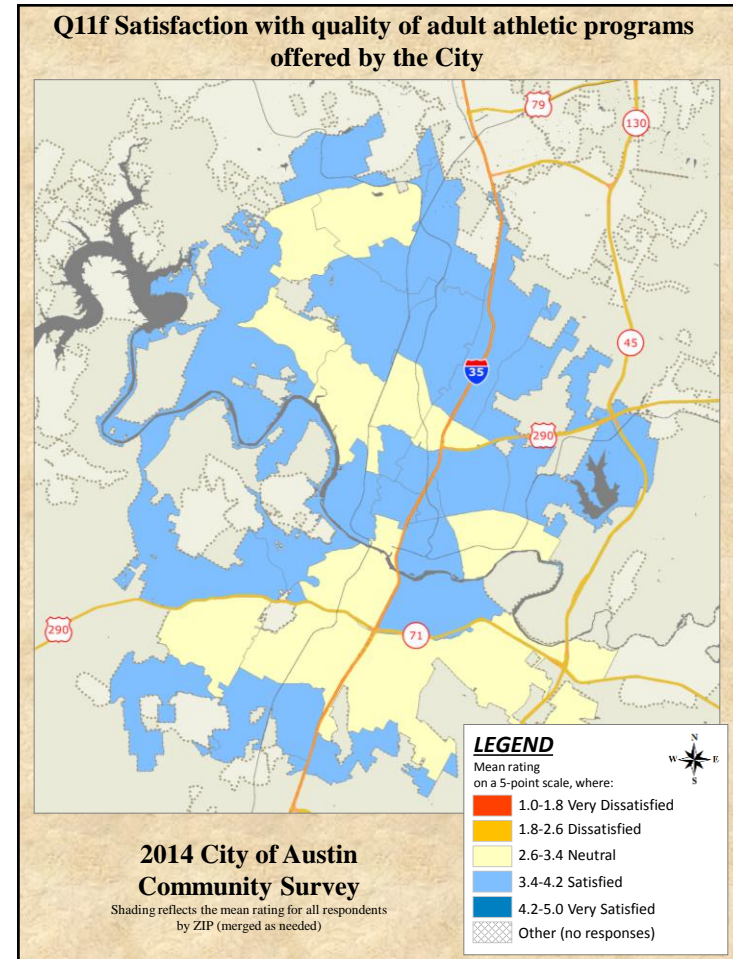 Q11f Satisfaction with quality of adult athletic programs
offered by the City
79
130
45
35
290
290
71
LEGEND
Mean rating
on a 5-point scale, where:
N
W E
S
1.0-1.8 Very Dissatisfied
1.8-2.6 Dissatisfied
2.6-3.4 Neutral
3.4-4.2 Satisfied
4.2-5.0 Very Satisfied
Other (no responses)
2014 City of Austin
Community Survey
Shading reflects the mean rating for all respondents
by ZIP (merged as needed)